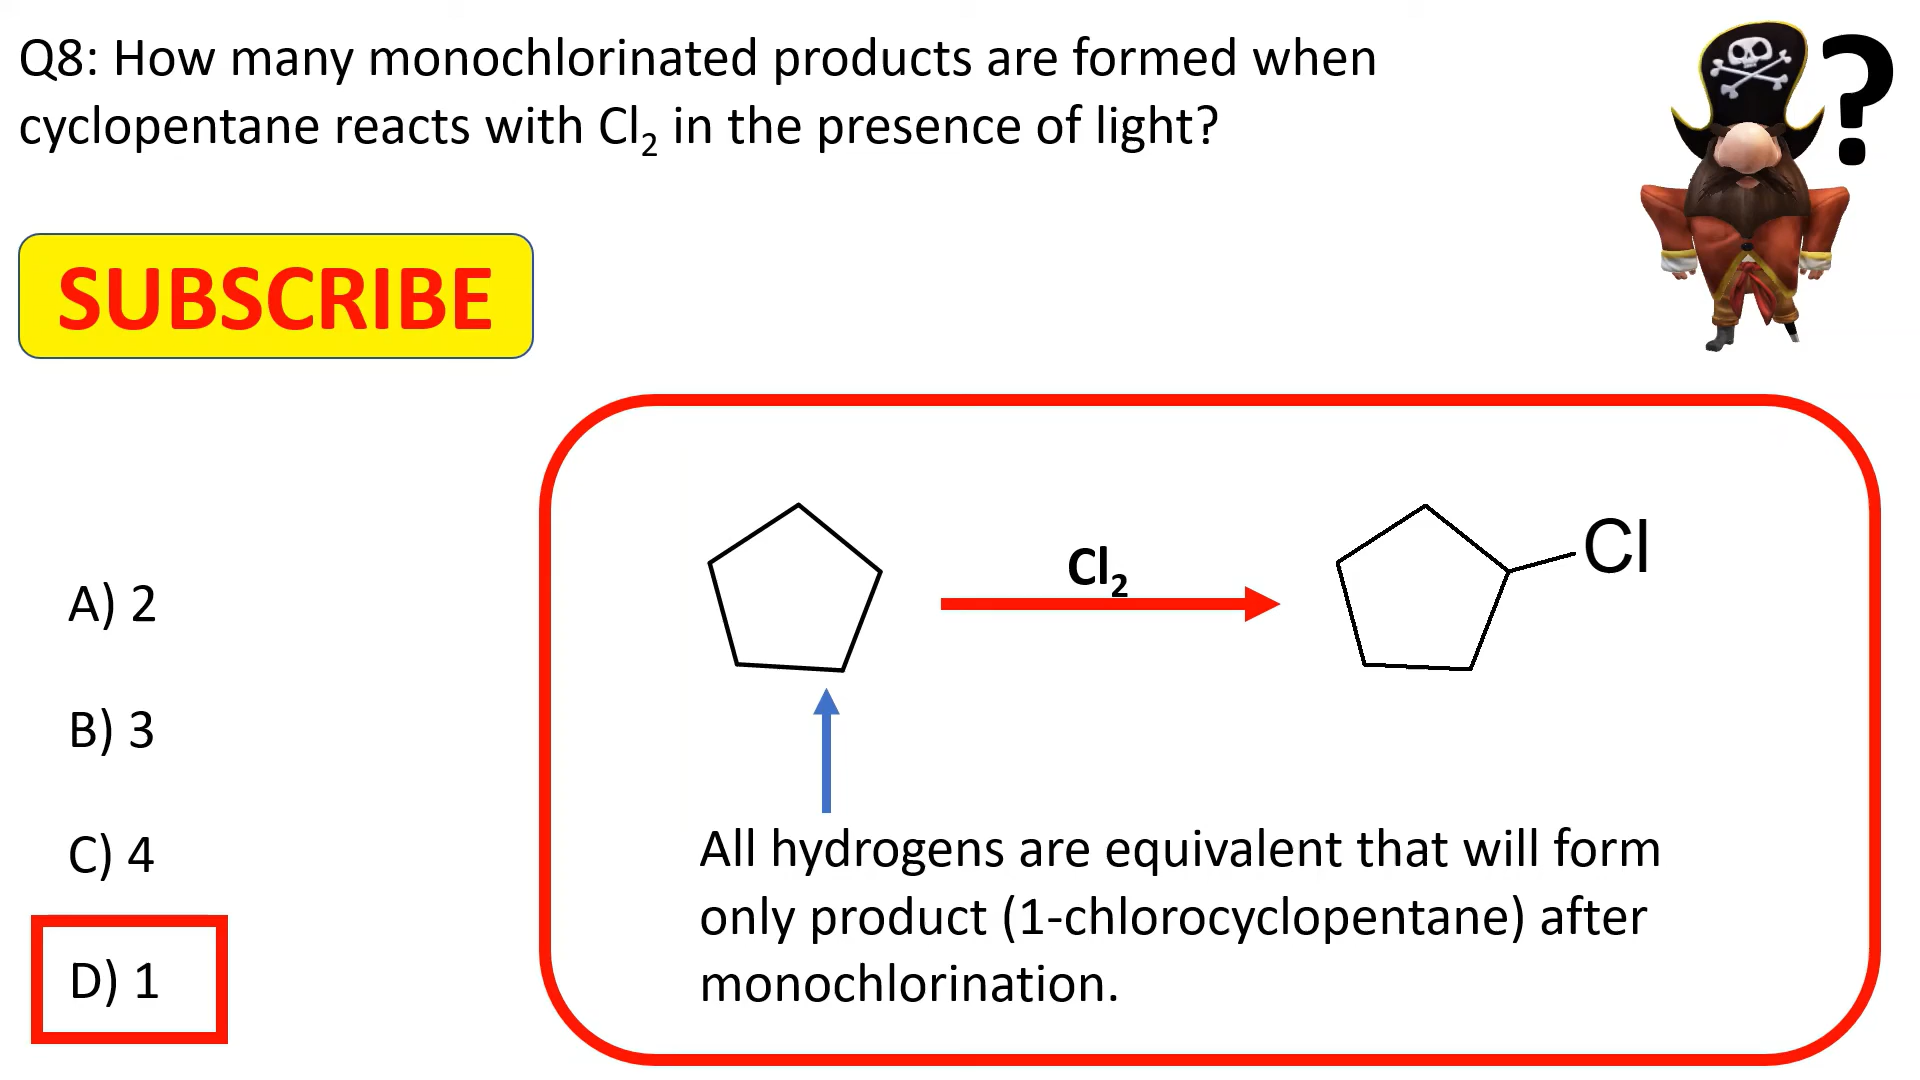 Q8: How many monochlorinated products are formed when
cyclopentane reacts with Cl₂ in the presence of light?
?
SUBSCRIBE
A) 2
B) 3
C) 4
D) 1
Cl₂
Cl
All hydrogens are equivalent that will form
only product (1-chlorocyclopentane) after
monochlorination.